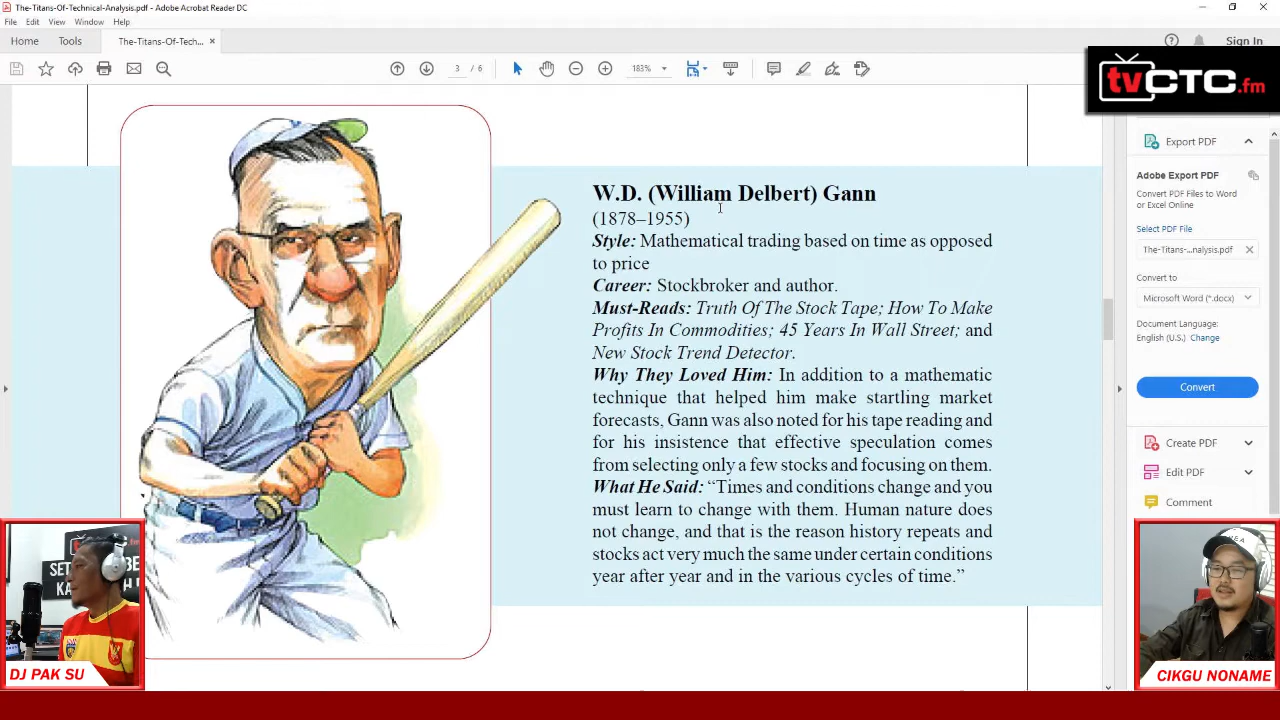 The-Titans-Of-Technical-Analysis.pdf - Adobe Acrobat Reader DC
File Edit View Window Help
Home Tools The-Titans-Of-Tech... × Sign In
3 / 6 183%
tvCTC.fm
Export PDF
Adobe Export PDF
Convert PDF Files to Word
or Excel Online
Select PDF File
The-Titans-...nalysis.pdf
Convert to
Microsoft Word (*.docx)
Document Language:
English (U.S.) Change
Convert
Create PDF
Edit PDF
Comment
W.D. (William Delbert) Gann
(1878–1955)
Style: Mathematical trading based on time as opposed
to price
Career: Stockbroker and author.
Must-Reads: Truth Of The Stock Tape; How To Make
Profits In Commodities; 45 Years In Wall Street; and
New Stock Trend Detector.
Why They Loved Him: In addition to a mathematic
technique that helped him make startling market
forecasts, Gann was also noted for his tape reading and
for his insistence that effective speculation comes
from selecting only a few stocks and focusing on them.
What He Said: “Times and conditions change and you
must learn to change with them. Human nature does
not change, and that is the reason history repeats and
stocks act very much the same under certain conditions
year after year and in the various cycles of time.”
DJ PAK SU
CIKGU NONAME